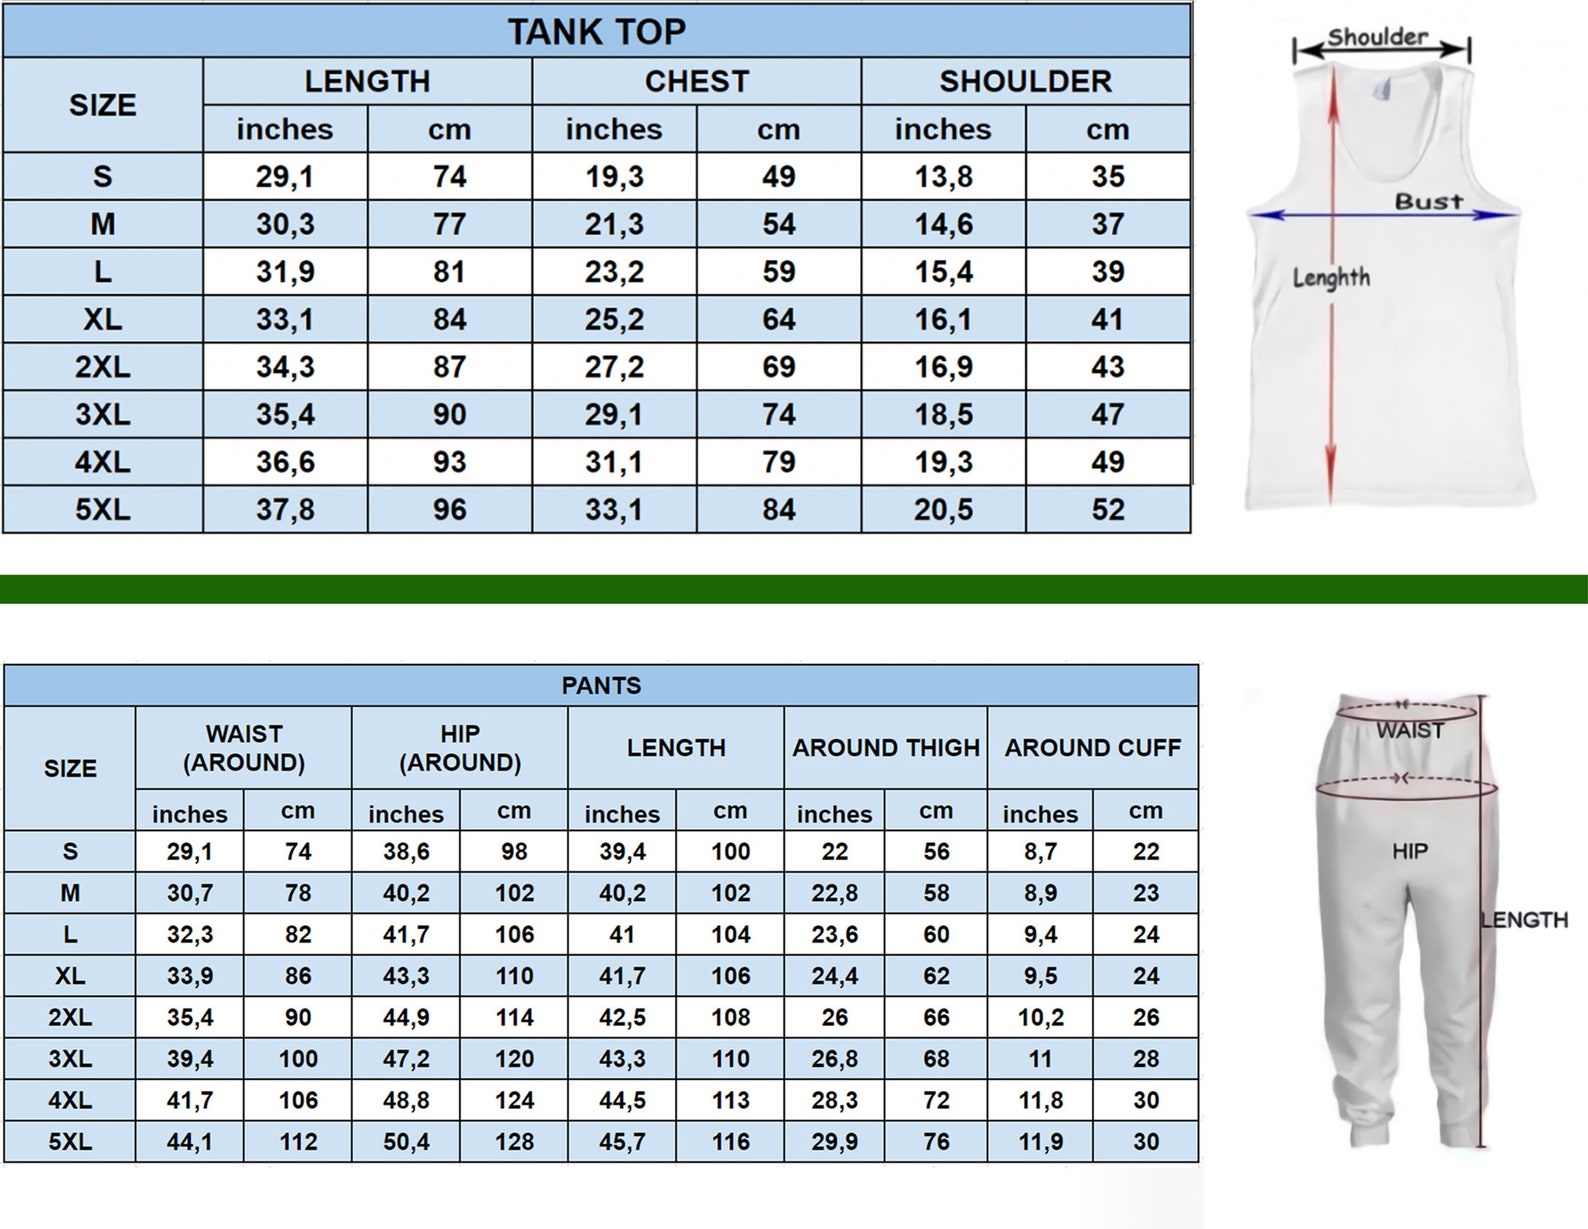 TANK TOP
SIZE LENGTH CHEST SHOULDER
inches cm inches cm inches cm
S 29,1 74 19,3 49 13,8 35
M 30,3 77 21,3 54 14,6 37
L 31,9 81 23,2 59 15,4 39
XL 33,1 84 25,2 64 16,1 41
2XL 34,3 87 27,2 69 16,9 43
3XL 35,4 90 29,1 74 18,5 47
4XL 36,6 93 31,1 79 19,3 49
5XL 37,8 96 33,1 84 20,5 52
Shoulder
Bust
Lenghth
PANTS
SIZE WAIST (AROUND) HIP (AROUND) LENGTH AROUND THIGH AROUND CUFF
inches cm inches cm inches cm inches cm inches cm
S 29,1 74 38,6 98 39,4 100 22 56 8,7 22
M 30,7 78 40,2 102 40,2 102 22,8 58 8,9 23
L 32,3 82 41,7 106 41 104 23,6 60 9,4 24
XL 33,9 86 43,3 110 41,7 106 24,4 62 9,5 24
2XL 35,4 90 44,9 114 42,5 108 26 66 10,2 26
3XL 39,4 100 47,2 120 43,3 110 26,8 68 11 28
4XL 41,7 106 48,8 124 44,5 113 28,3 72 11,8 30
5XL 44,1 112 50,4 128 45,7 116 29,9 76 11,9 30
WAIST
HIP
LENGTH